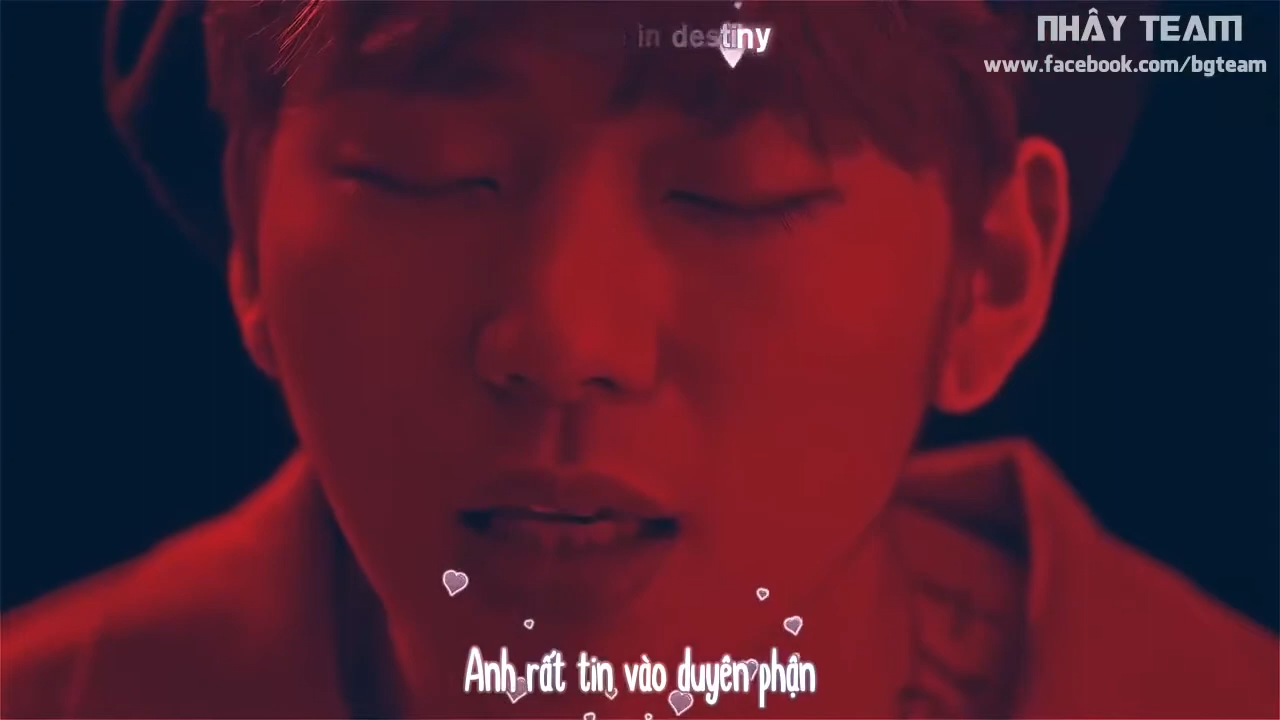 in destiny
NHÂY TEAM
www.facebook.com/bgteam
Anh rất tin vào duyên phận